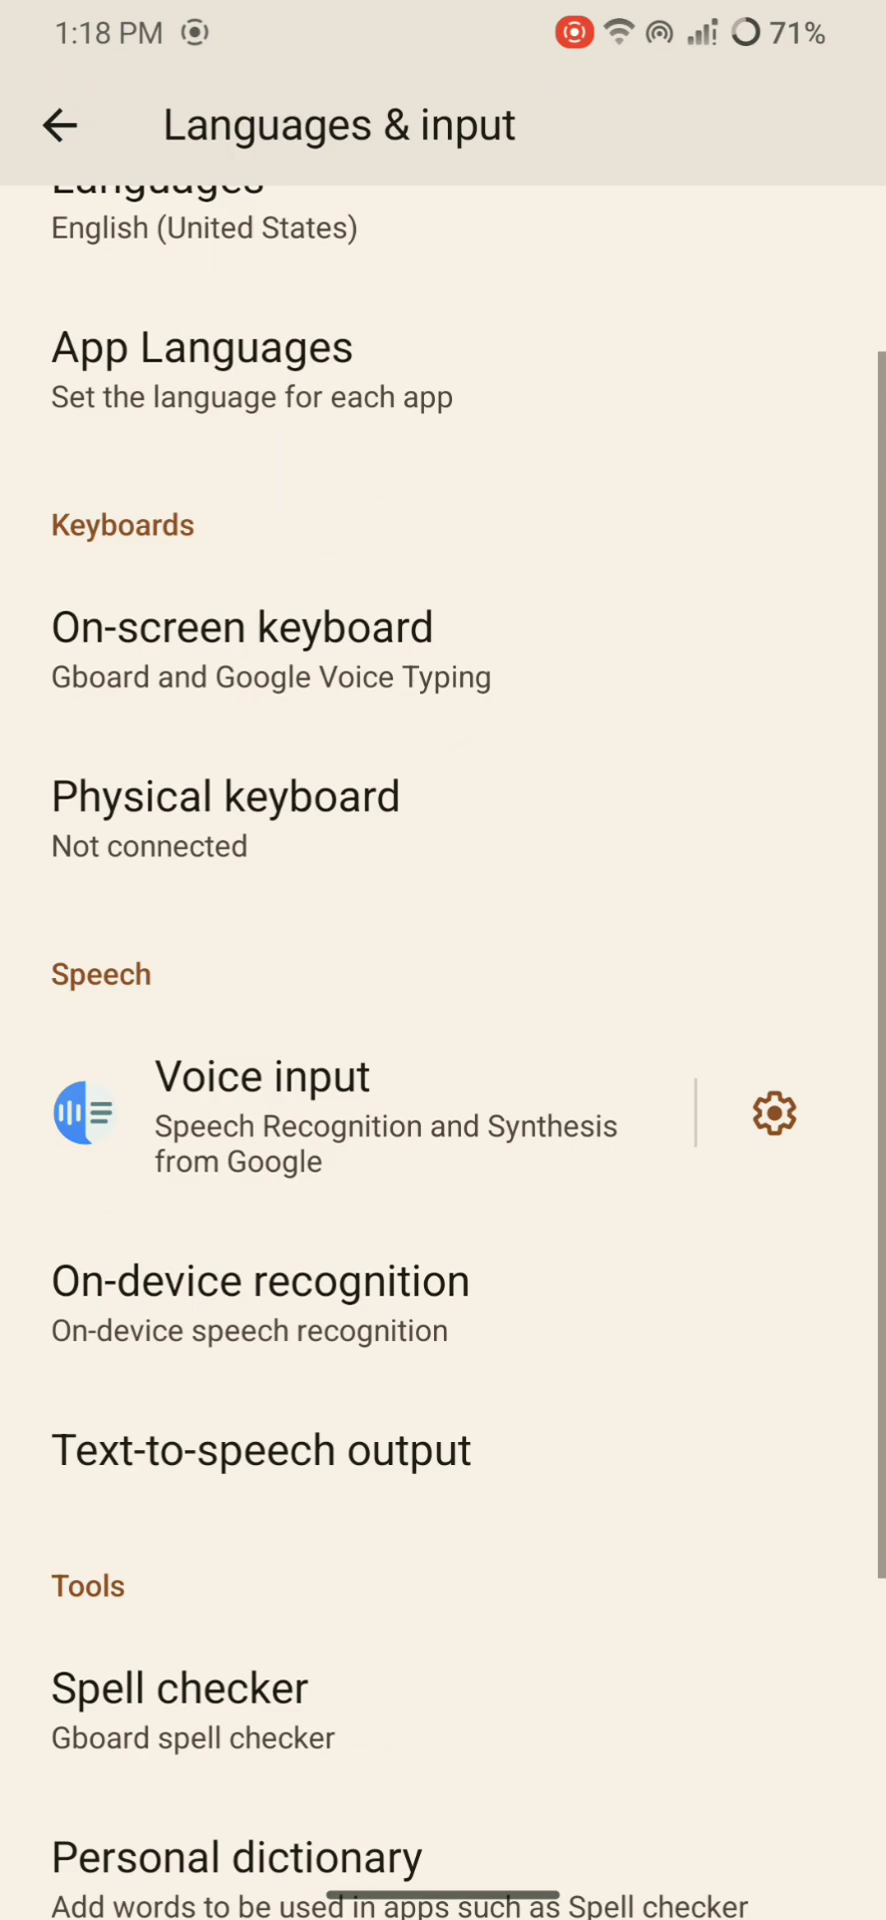 1:18 PM
71%
Languages & input
Languages
English (United States)
App Languages
Set the language for each app
Keyboards
On-screen keyboard
Gboard and Google Voice Typing
Physical keyboard
Not connected
Speech
Voice input
Speech Recognition and Synthesis
from Google
On-device recognition
On-device speech recognition
Text-to-speech output
Tools
Spell checker
Gboard spell checker
Personal dictionary
Add words to be used in apps such as Spell checker